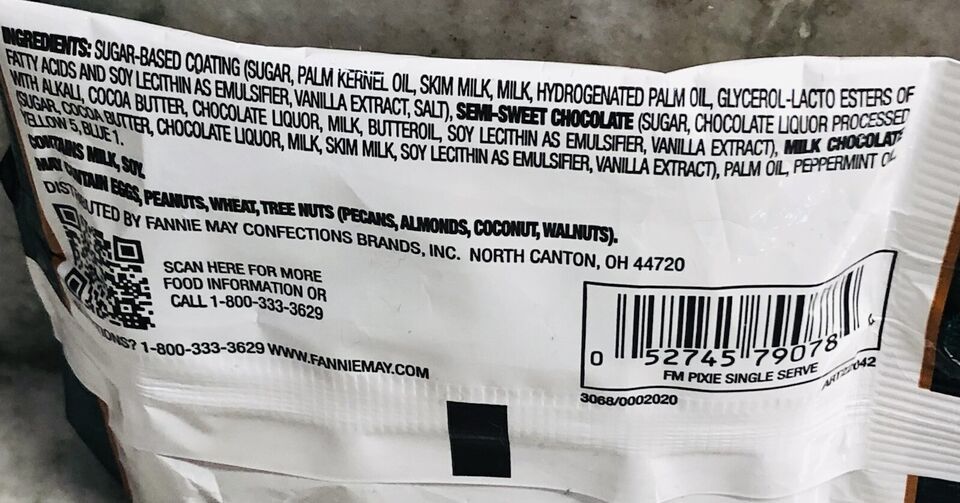 INGREDIENTS: SUGAR-BASED COATING (SUGAR, PALM KERNEL OIL, SKIM MILK, MILK, HYDROGENATED PALM OIL, GLYCEROL-LACTO ESTERS OF
FATTY ACIDS AND SOY LECITHIN AS EMULSIFIER, VANILLA EXTRACT, SALT), SEMI-SWEET CHOCOLATE (SUGAR, CHOCOLATE LIQUOR PROCESSED
WITH ALKALI, COCOA BUTTER, CHOCOLATE LIQUOR, MILK, BUTTEROIL, SOY LECITHIN AS EMULSIFIER, VANILLA EXTRACT), MILK CHOCOLATE
(SUGAR, COCOA BUTTER, CHOCOLATE LIQUOR, MILK, SKIM MILK, SOY LECITHIN AS EMULSIFIER, VANILLA EXTRACT), PALM OIL, PEPPERMINT
YELLOW 5, BLUE 1.
CONTAINS MILK, SOY.
MAY CONTAIN EGGS, PEANUTS, WHEAT, TREE NUTS (PECANS, ALMONDS, COCONUT, WALNUTS).
DISTRIBUTED BY FANNIE MAY CONFECTIONS BRANDS, INC. NORTH CANTON, OH 44720
SCAN HERE FOR MORE
FOOD INFORMATION OR
CALL 1-800-333-3629
1-800-333-3629 WWW.FANNIEMAY.COM
0 52745 79078
FM PIXIE SINGLE SERVE
3068/0002020